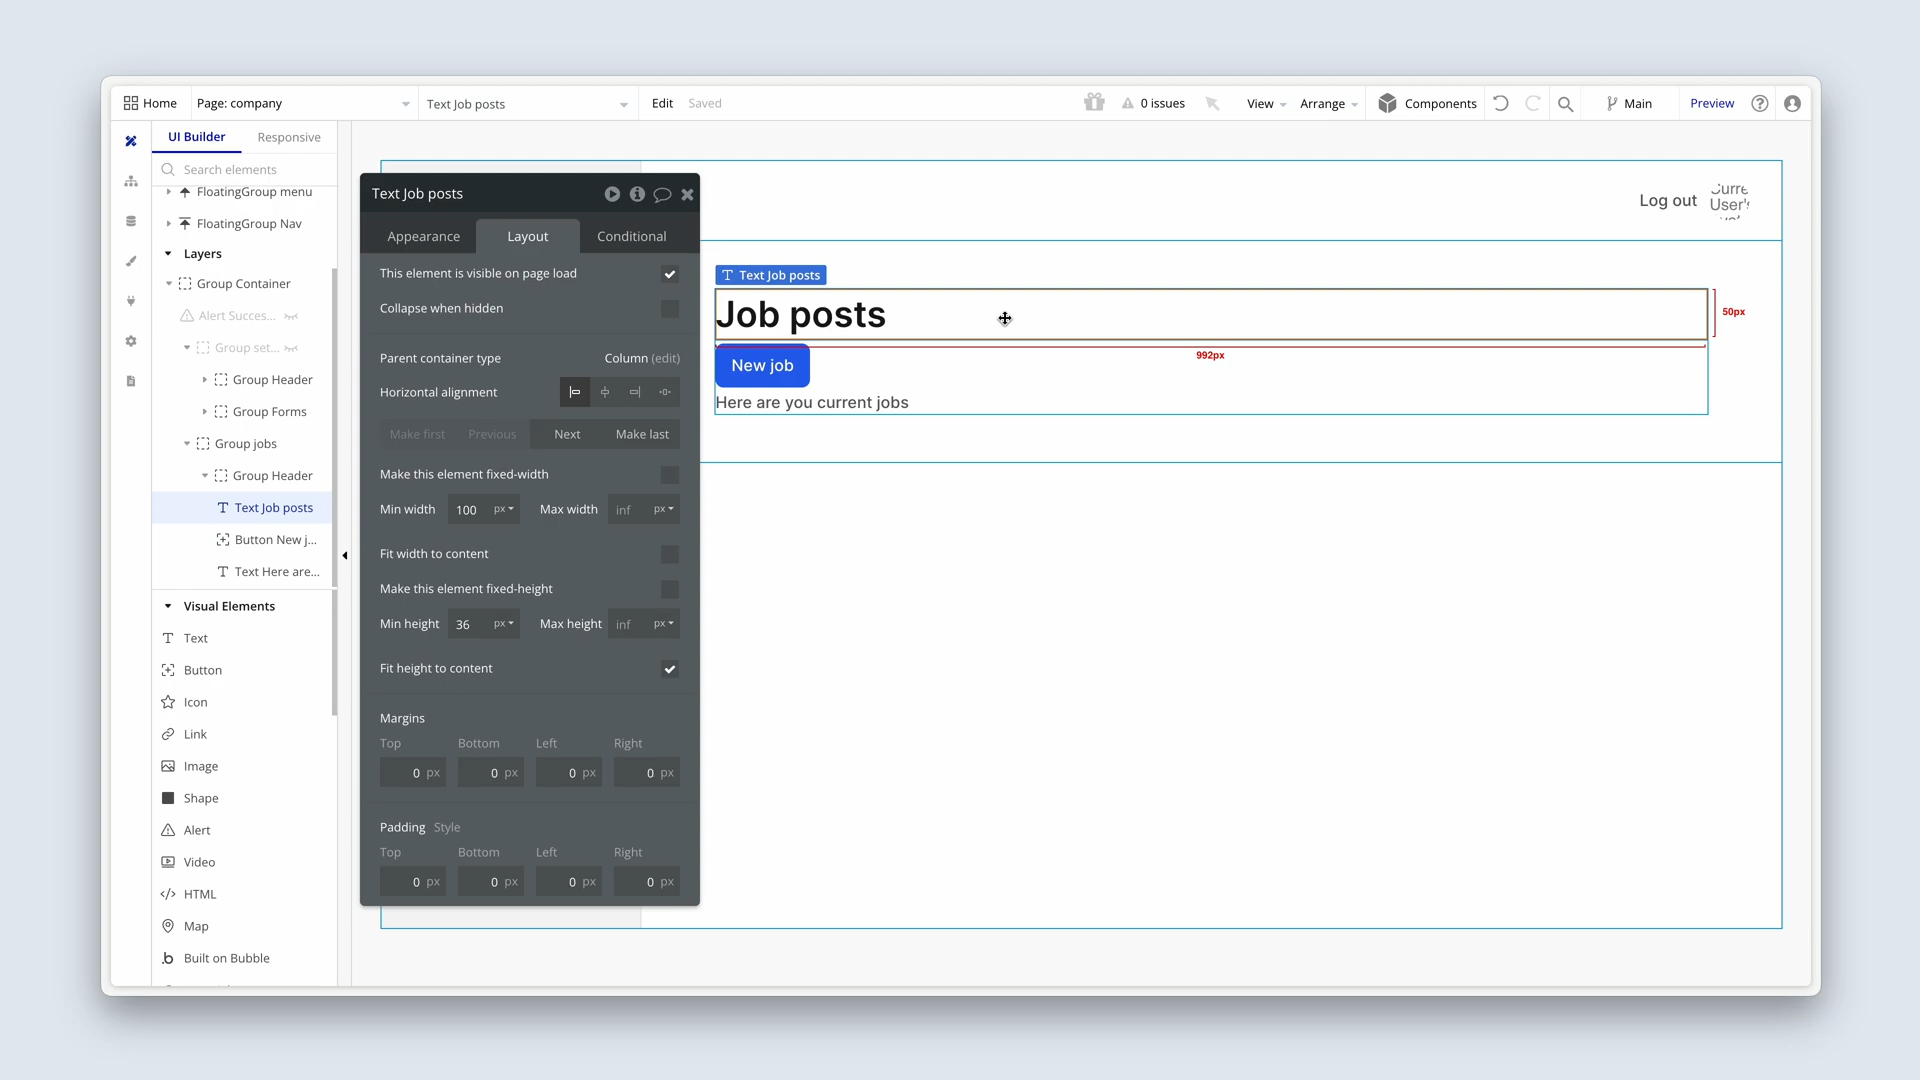 Home
Page: company
Text Job posts
Edit
Saved
0 issues
View
Arrange
Components
Main
Preview
UI Builder
Responsive
Search elements
FloatingGroup menu
FloatingGroup Nav
Layers
Group Container
Alert Succes...
Group set...
Group Header
Group Forms
Group jobs
Group Header
Text Job posts
Button New j...
Text Here are...
Visual Elements
Text
Button
Icon
Link
Image
Shape
Alert
Video
HTML
Map
Built on Bubble
Text Job posts
Appearance
Layout
Conditional
This element is visible on page load
Collapse when hidden
Parent container type
Column (edit)
Horizontal alignment
Make first
Previous
Next
Make last
Make this element fixed-width
Min width 100 px
Max width inf px
Fit width to content
Make this element fixed-height
Min height 36 px
Max height inf px
Fit height to content
Margins
Top Bottom Left Right
0 px 0 px 0 px 0 px
Padding Style
Top Bottom Left Right
0 px 0 px 0 px 0 px
Log out
Curre
User's
Text Job posts
Job posts
50px
992px
New job
Here are you current jobs